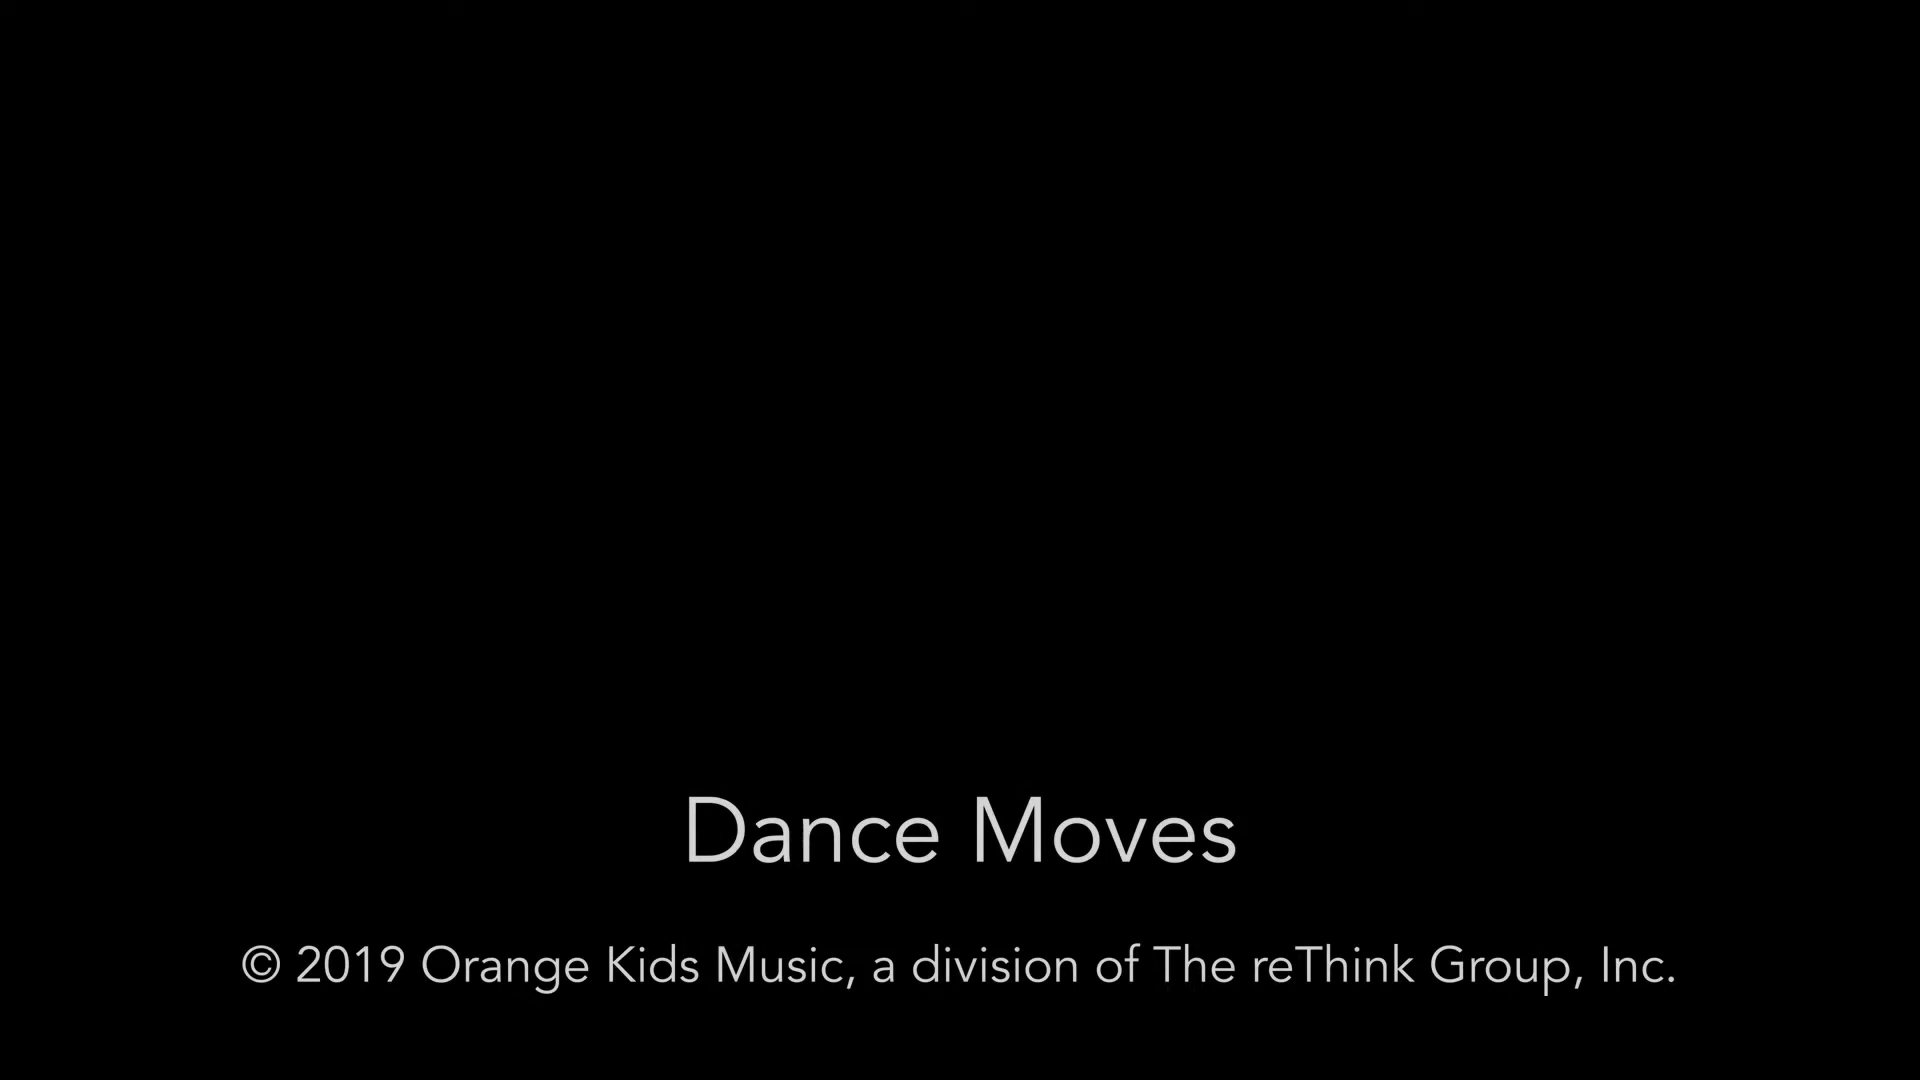 Dance Moves
© 2019 Orange Kids Music, a division of The reThink Group, Inc.